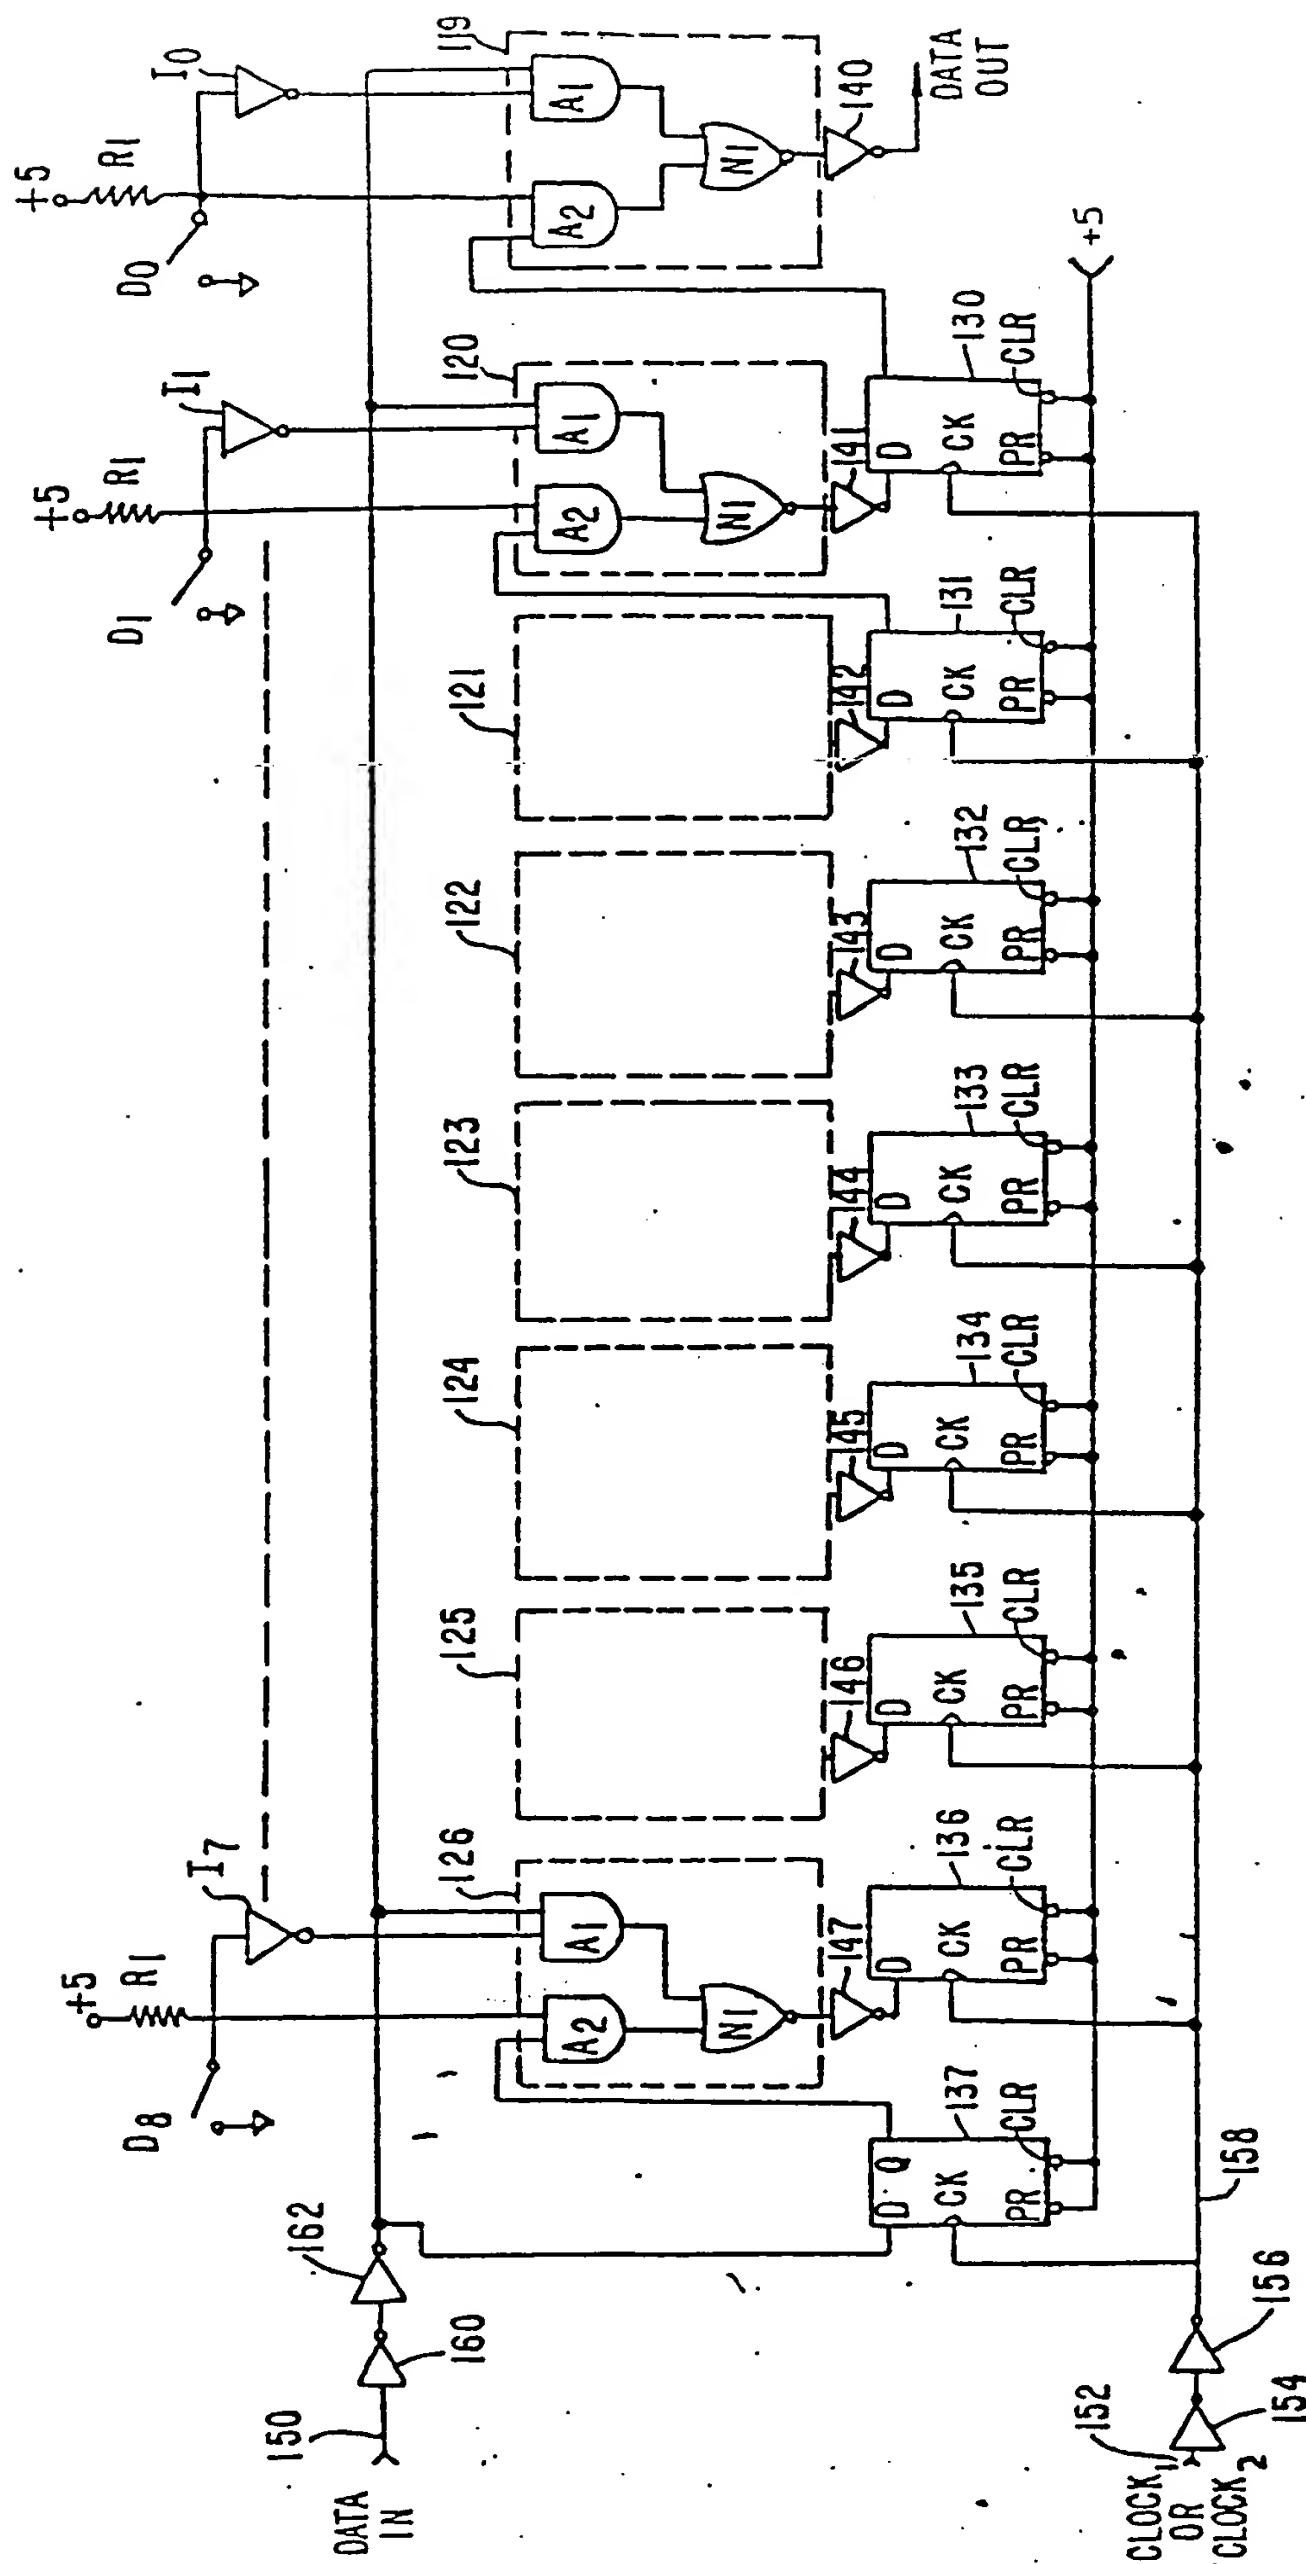 +5
R1
D8
I7
+5
R1
D1
I1
+5
R1
D0
I0
150
DATA
IN
160
162
126
A2
A1
N1
125
124
123
122
121
120
A2
A1
N1
119
A2
A1
N1
140
DATA
OUT
147
146
145
144
143
142
141
D Q
CK
PR
CLR
137
D
CK
PR
CLR
136
D
CK
PR
CLR
135
D
CK
PR
CLR
134
D
CK
PR
CLR
133
D
CK
PR
CLR
132
D
CK
PR
CLR
131
D
CK
PR
CLR
130
+5
152
CLOCK1
OR
CLOCK2
154
156
158